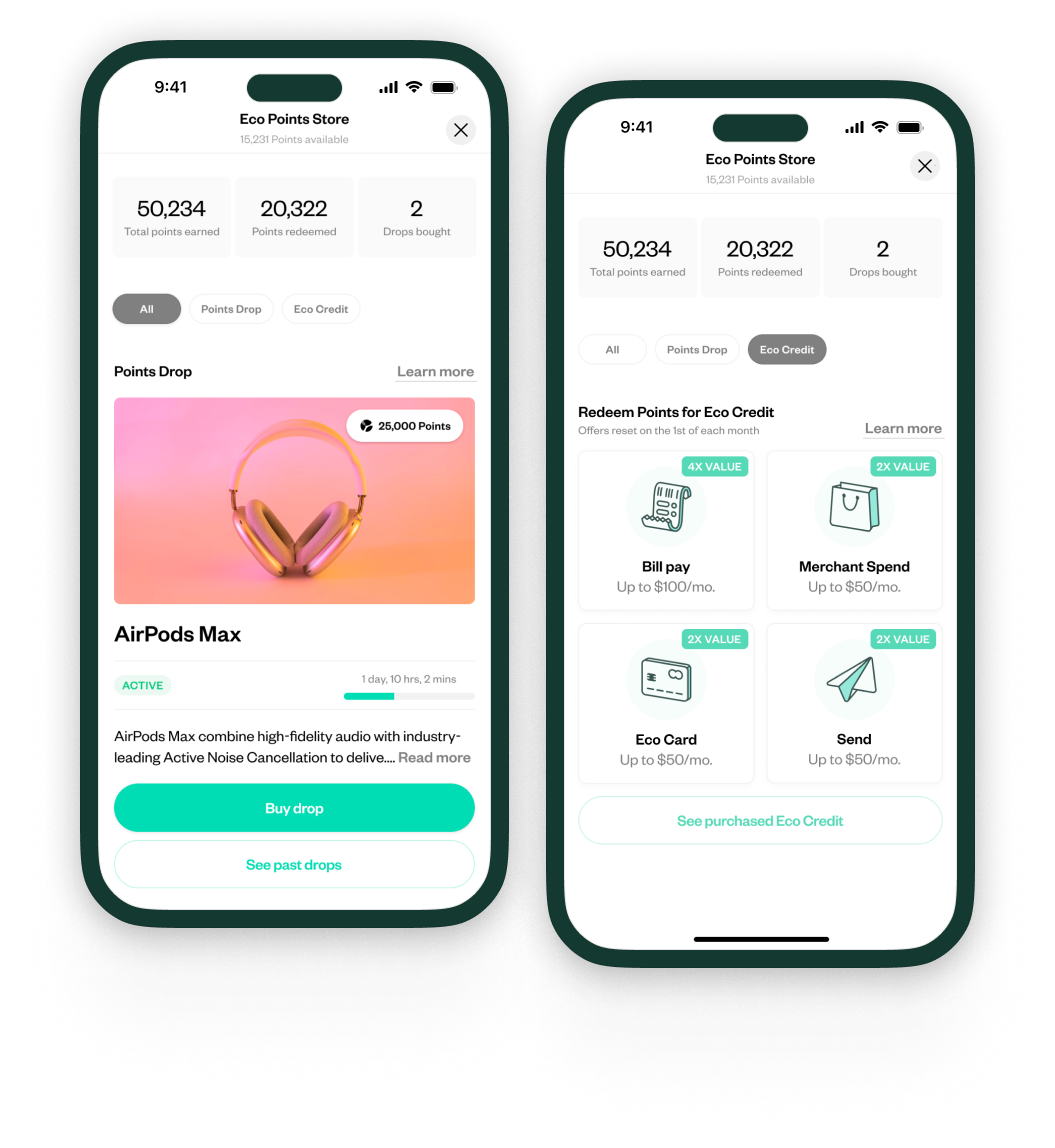 9:41
Eco Points Store
15,231 Points available
50,234
Total points earned
20,322
Points redeemed
2
Drops bought
All
Points Drop
Eco Credit
Points Drop
Learn more
25,000 Points
AirPods Max
ACTIVE
1 day, 10 hrs, 2 mins
AirPods Max combine high-fidelity audio with industry-
leading Active Noise Cancellation to delive.... Read more
Buy drop
See past drops
9:41
Eco Points Store
15,231 Points available
50,234
Total points earned
20,322
Points redeemed
2
Drops bought
All
Points Drop
Eco Credit
Redeem Points for Eco Credit
Offers reset on the 1st of each month
Learn more
4X VALUE
Bill pay
Up to $100/mo.
2X VALUE
Merchant Spend
Up to $50/mo.
2X VALUE
Eco Card
Up to $50/mo.
2X VALUE
Send
Up to $50/mo.
See purchased Eco Credit